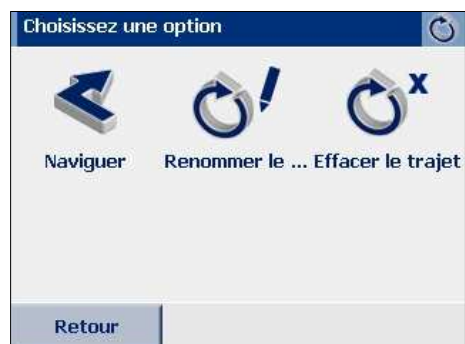 Choisissez une option
Naviguer Renommer le ... Effacer le trajet
Retour